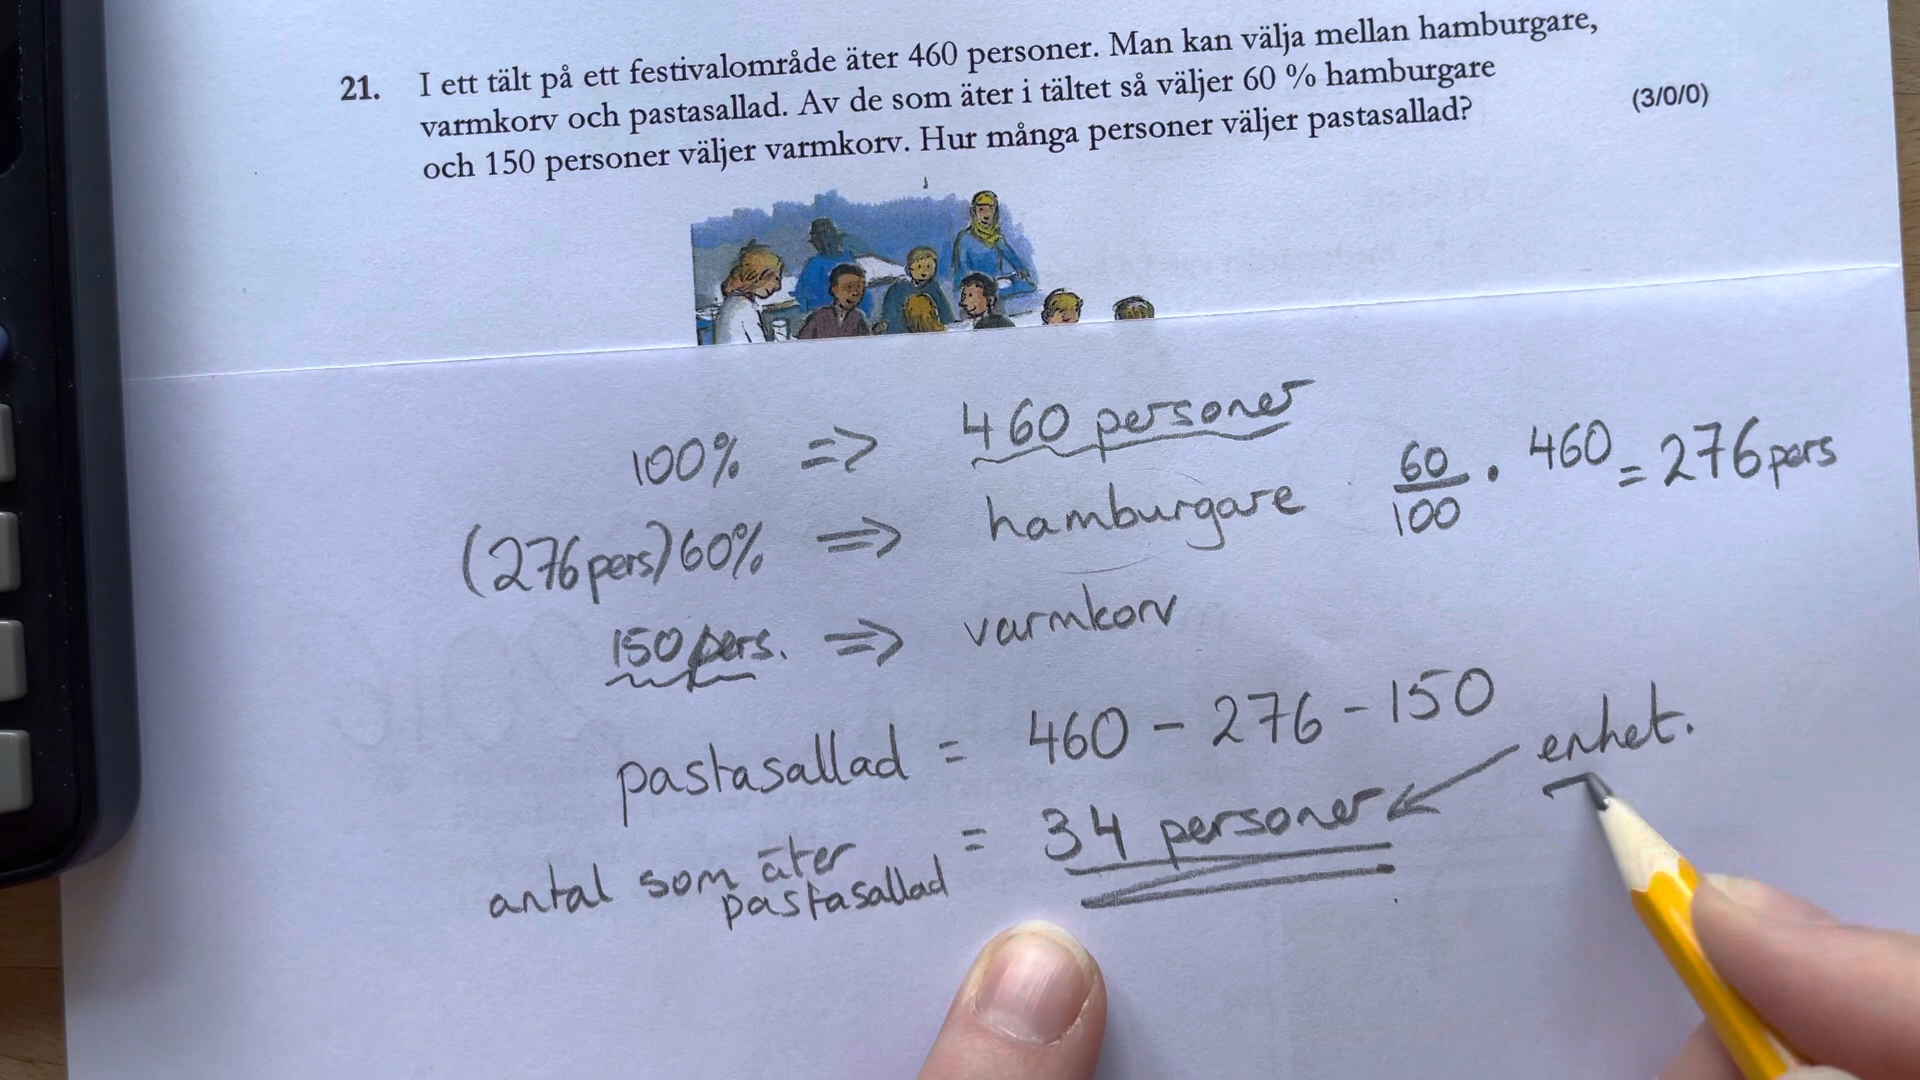 21. I ett tält på ett festivalområde äter 460 personer. Man kan välja mellan hamburgare,
varmkorv och pastasallad. Av de som äter i tältet så väljer 60 % hamburgare
och 150 personer väljer varmkorv. Hur många personer väljer pastasallad?
(3/0/0)
100% => 460 personer
(276 pers) 60% => hamburgare
60/100 · 460 = 276 pers
150 pers. => varmkorv
pastasallad = 460 - 276 - 150
antal som äter pastasallad = 34 personer
enhet.